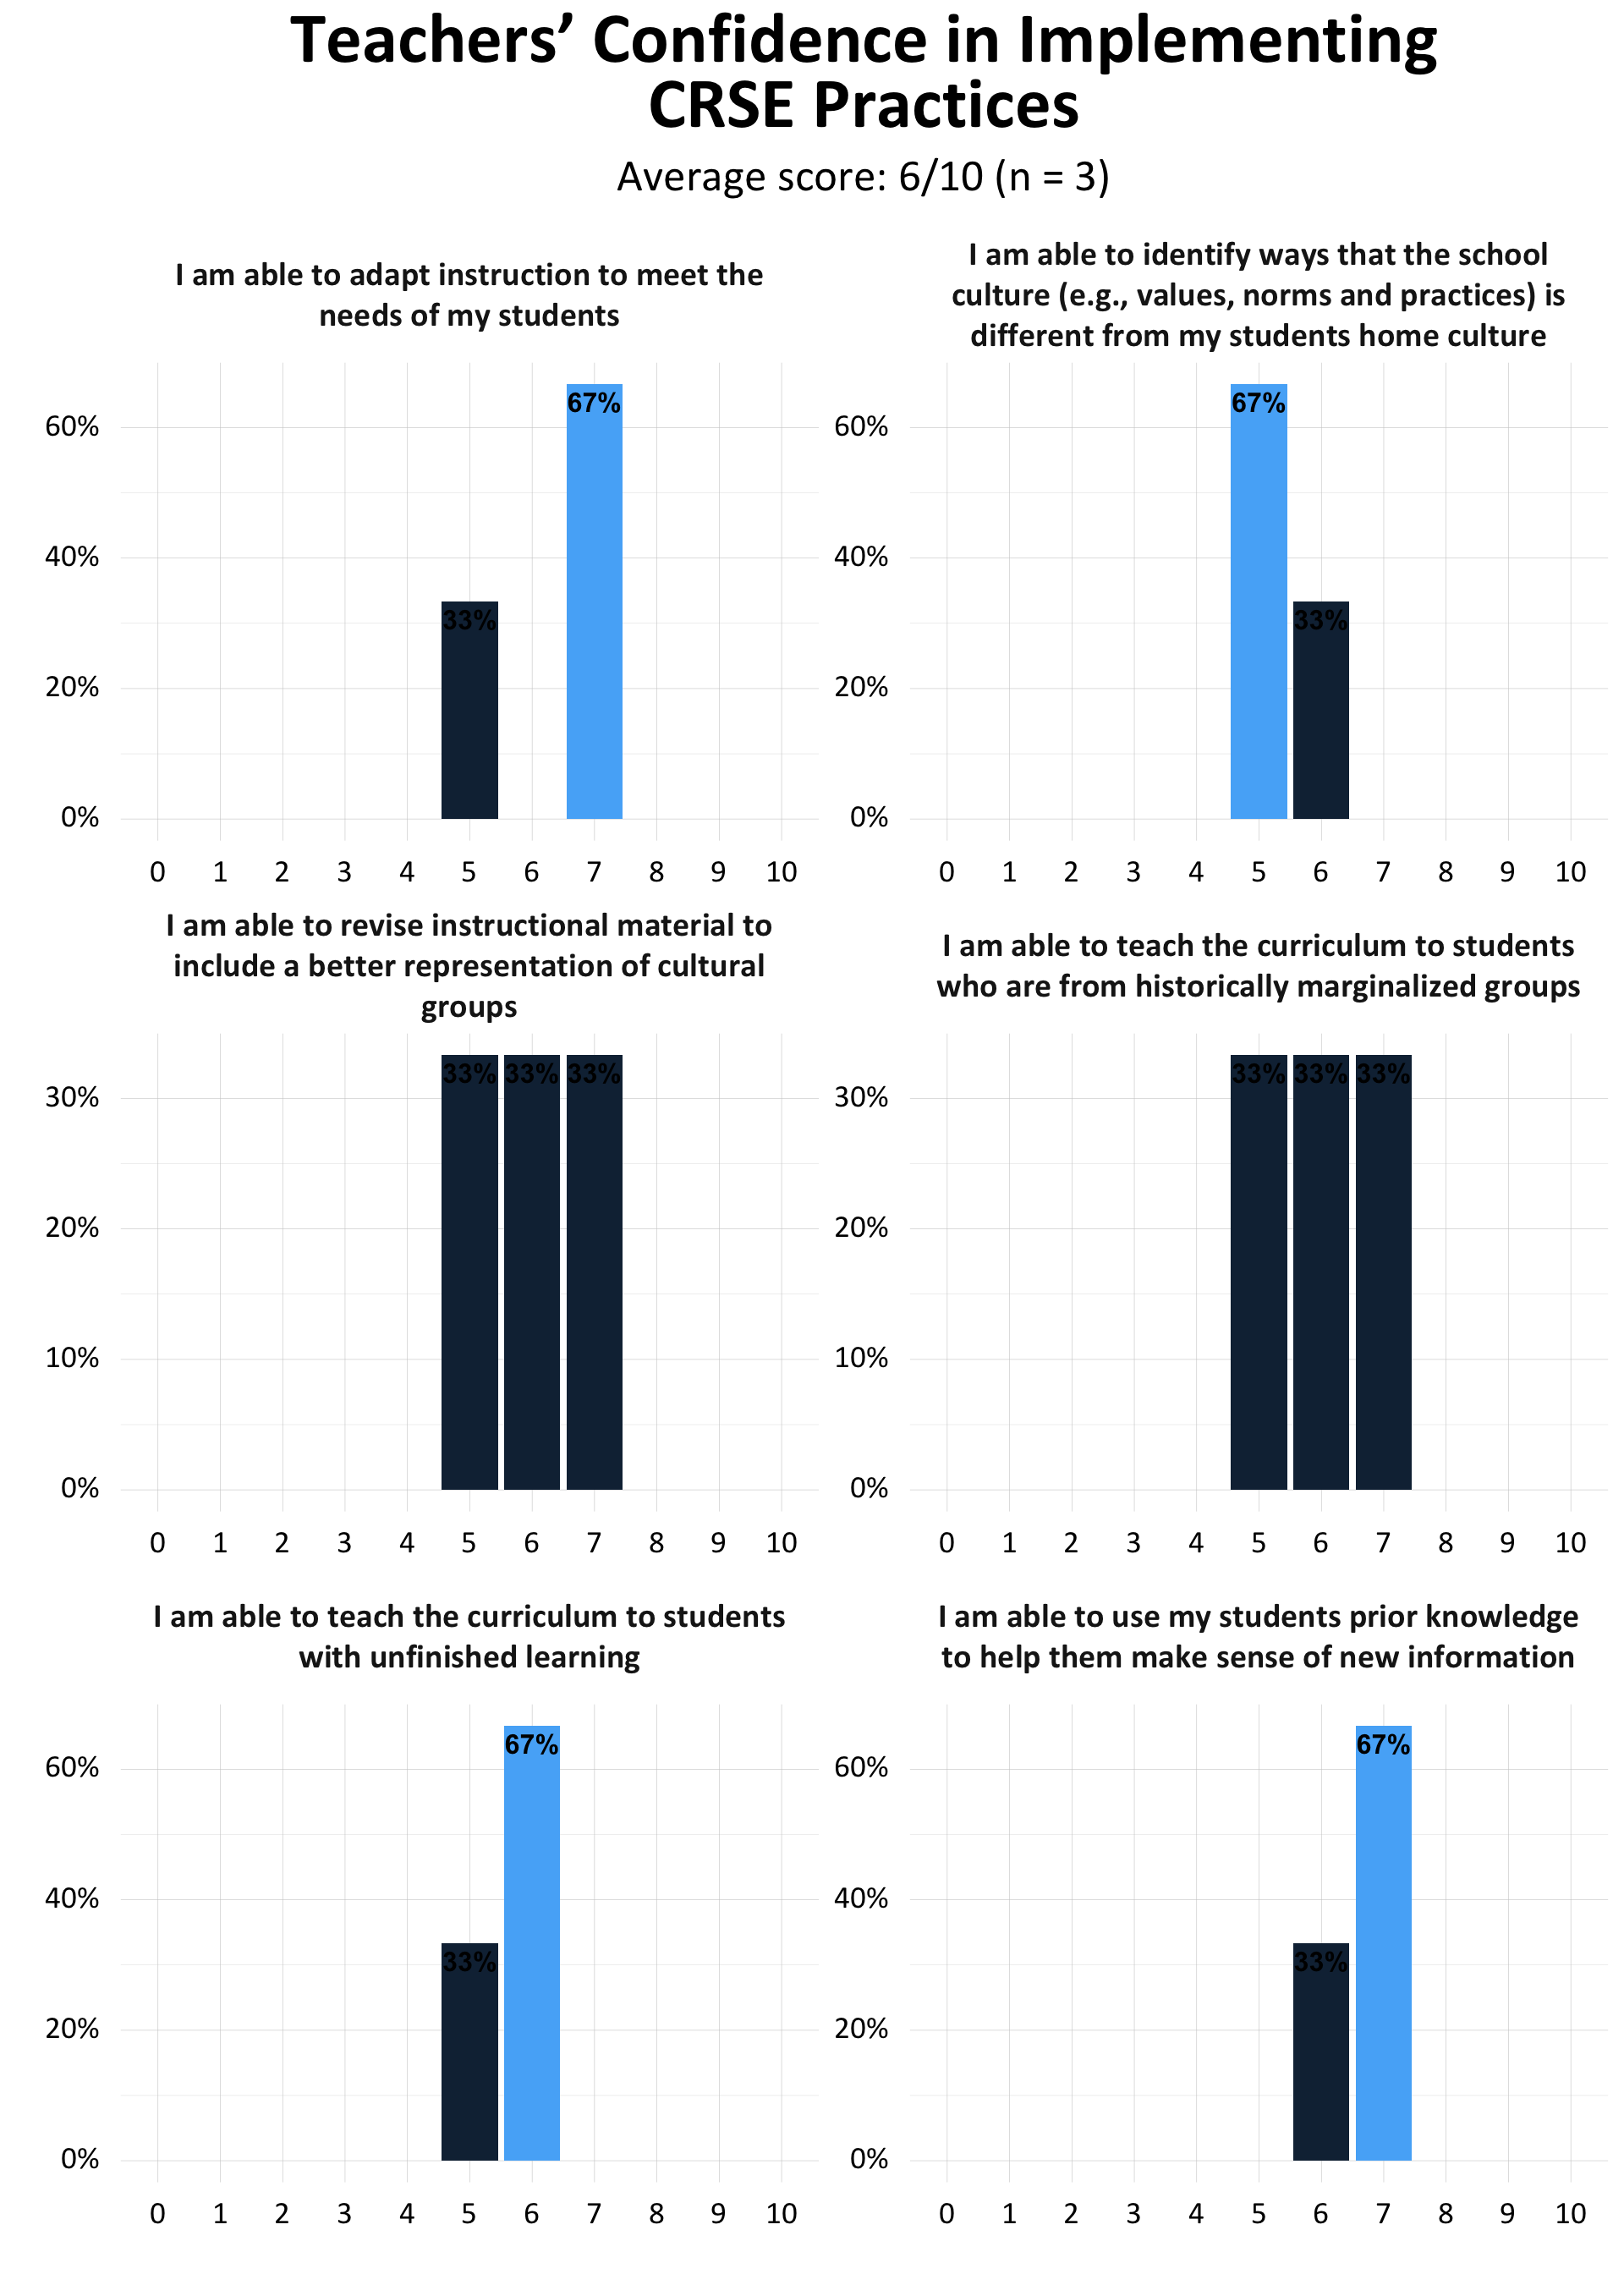 Teachers’ Confidence in Implementing
CRSE Practices
Average score: 6/10 (n = 3)
I am able to adapt instruction to meet the
needs of my students
60%
40%
20%
0%
67%
33%
0 1 2 3 4 5 6 7 8 9 10
I am able to identify ways that the school
culture (e.g., values, norms and practices) is
different from my students home culture
60%
40%
20%
0%
67%
33%
0 1 2 3 4 5 6 7 8 9 10
I am able to revise instructional material to
include a better representation of cultural
groups
30%
20%
10%
0%
33% 33% 33%
0 1 2 3 4 5 6 7 8 9 10
I am able to teach the curriculum to students
who are from historically marginalized groups
30%
20%
10%
0%
33% 33% 33%
0 1 2 3 4 5 6 7 8 9 10
I am able to teach the curriculum to students
with unfinished learning
60%
40%
20%
0%
67%
33%
0 1 2 3 4 5 6 7 8 9 10
I am able to use my students prior knowledge
to help them make sense of new information
60%
40%
20%
0%
67%
33%
0 1 2 3 4 5 6 7 8 9 10